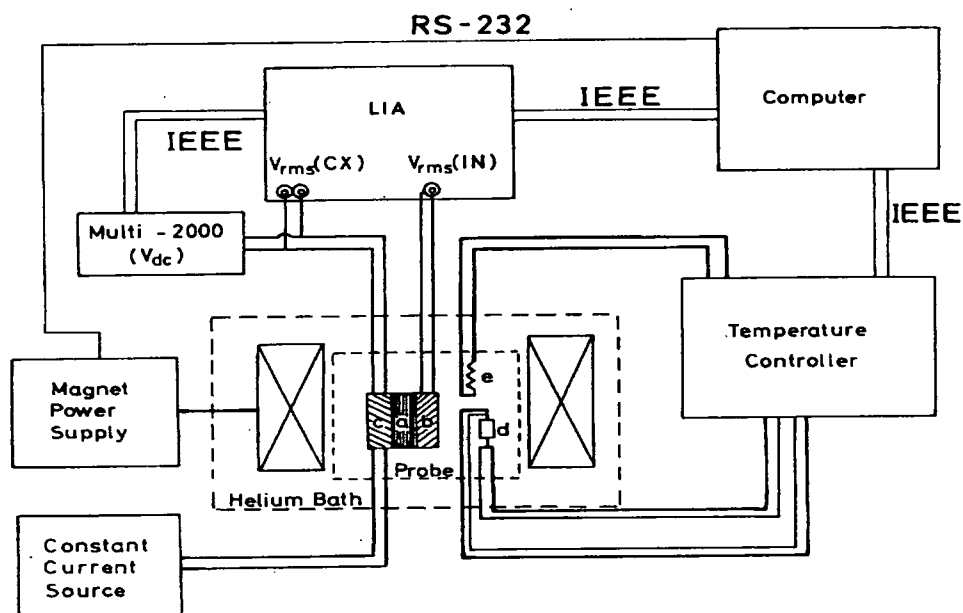 RS-232
Computer
LIA
IEEE
IEEE
Vrms(CX)
Vrms(IN)
IEEE
Multi - 2000
(Vdc)
Temperature
Controller
Magnet
Power
Supply
e
c
a
b
d
Probe
Helium Bath
Constant
Current
Source